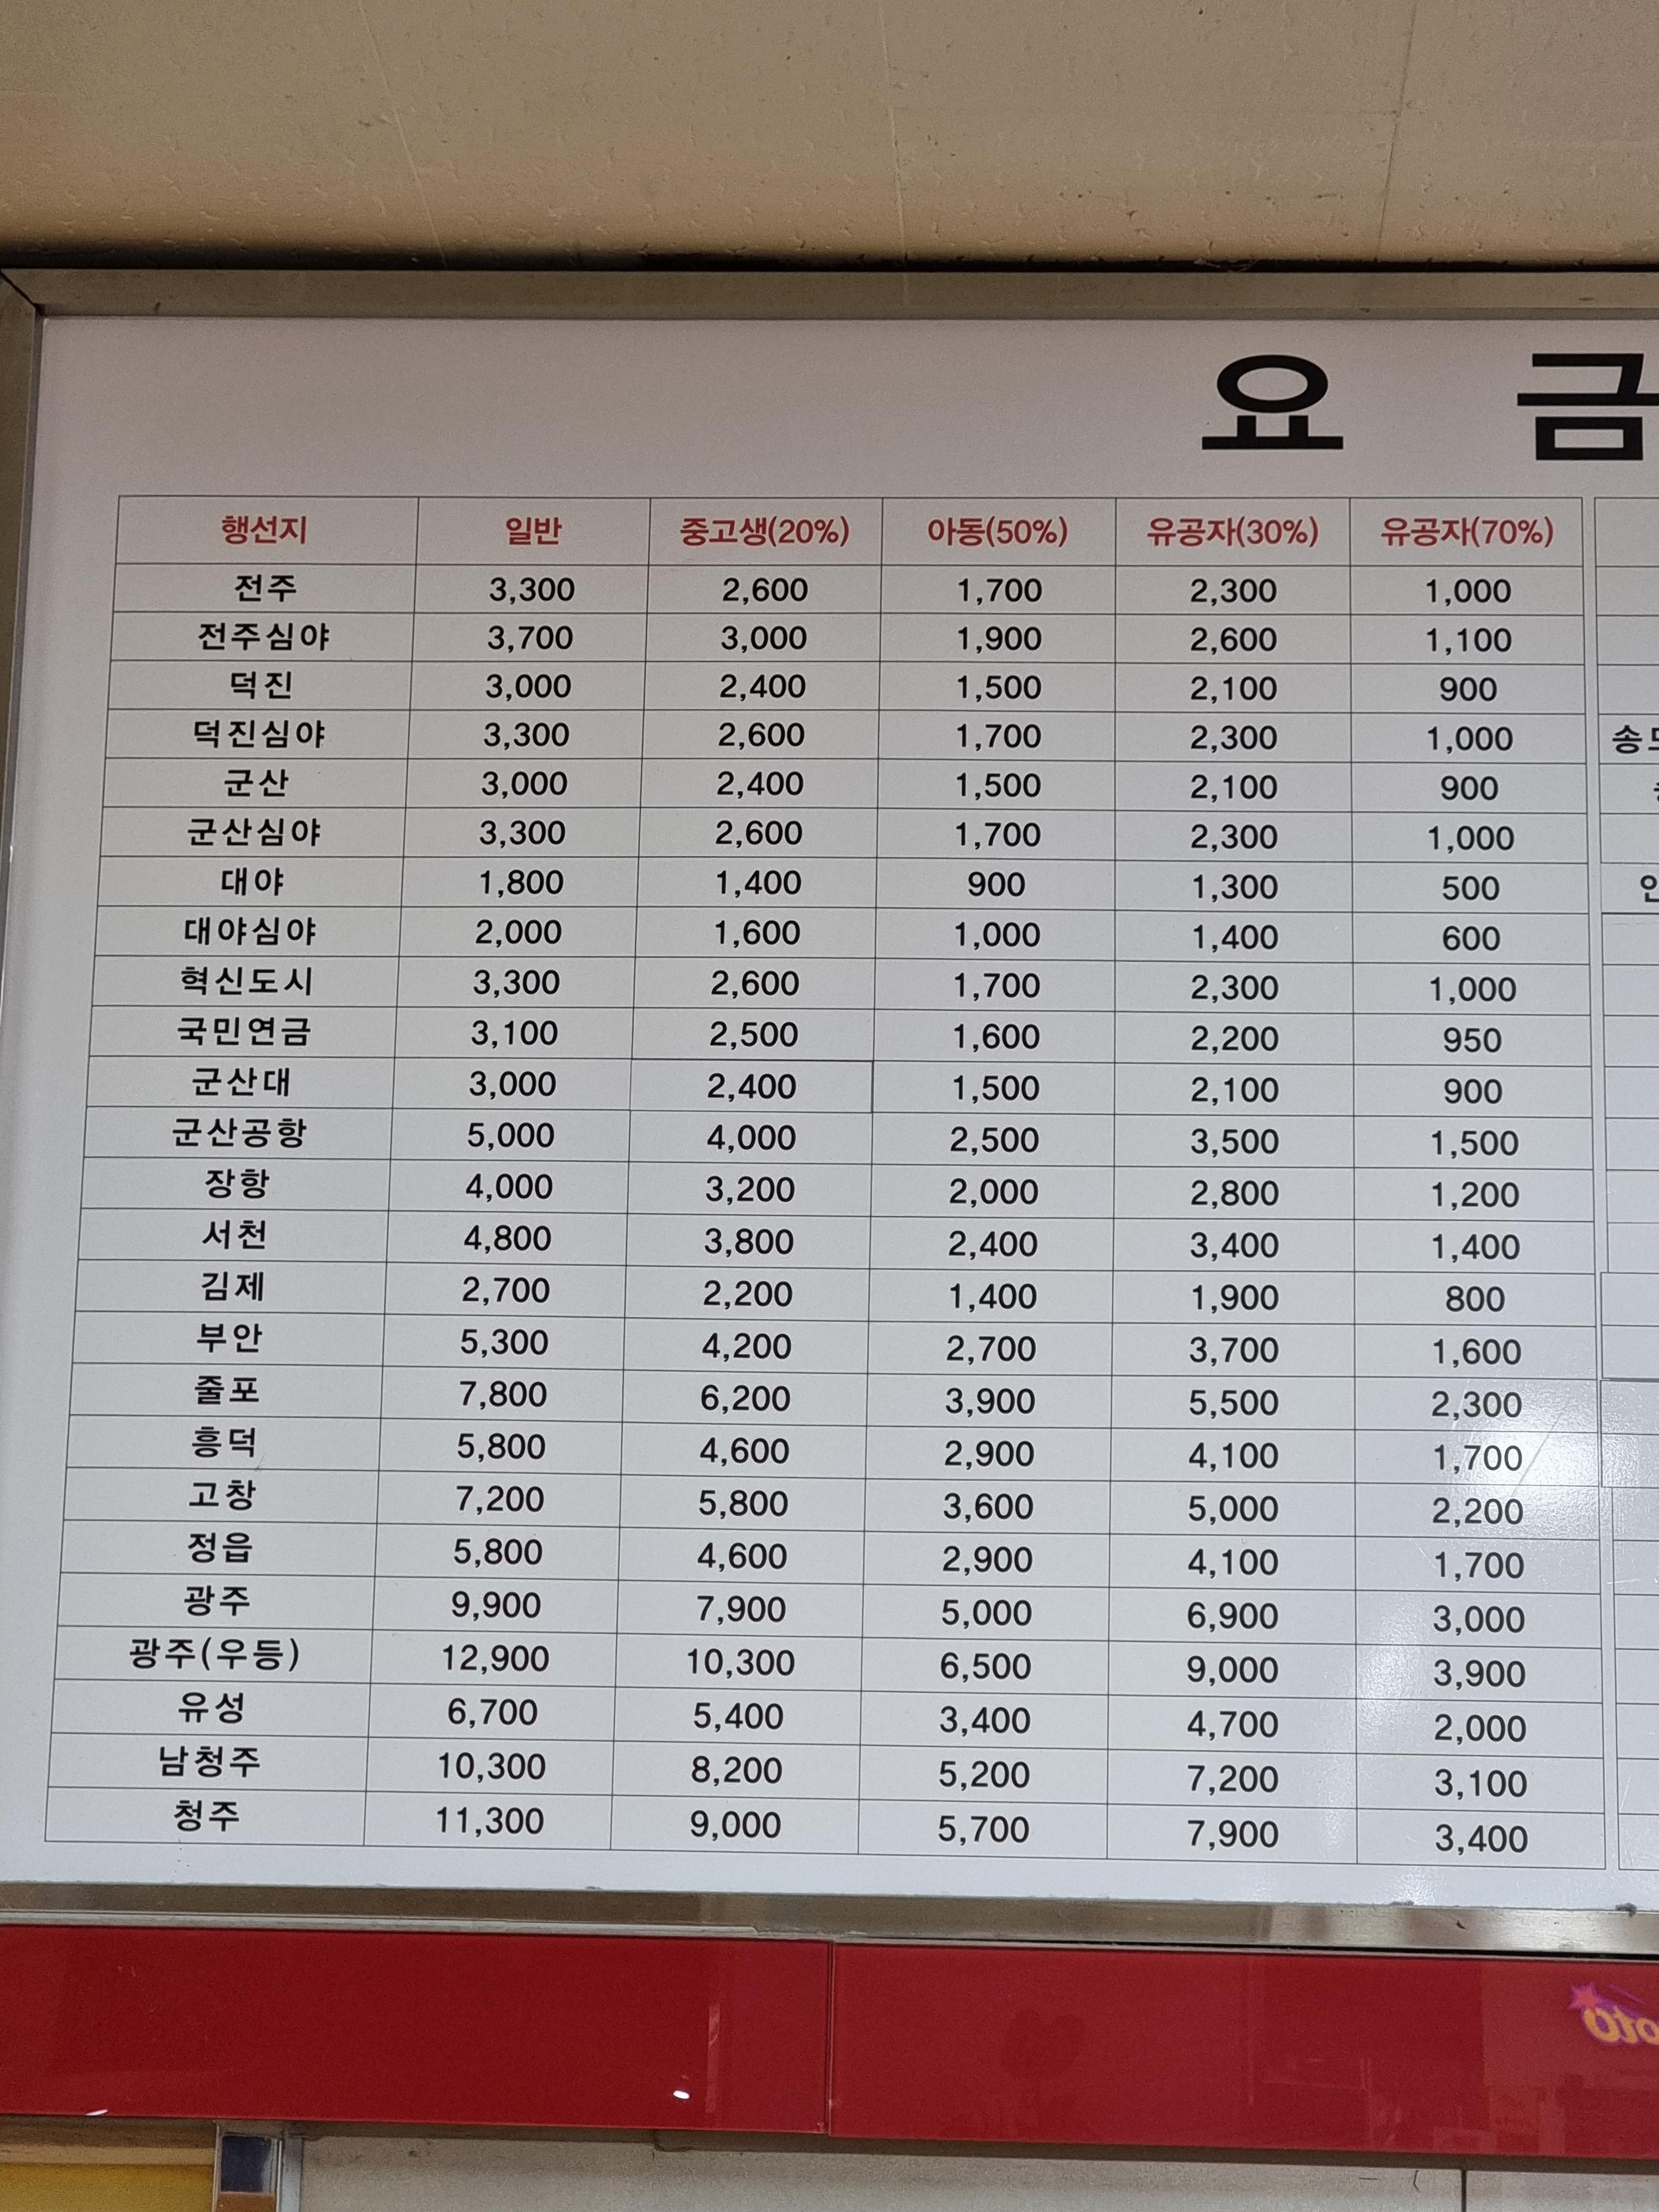 요 금
행선지 일반 중고생(20%) 아동(50%) 유공자(30%) 유공자(70%)
전주 3,300 2,600 1,700 2,300 1,000
전주심야 3,700 3,000 1,900 2,600 1,100
덕진 3,000 2,400 1,500 2,100 900
덕진심야 3,300 2,600 1,700 2,300 1,000
군산 3,000 2,400 1,500 2,100 900
군산심야 3,300 2,600 1,700 2,300 1,000
대야 1,800 1,400 900 1,300 500
대야심야 2,000 1,600 1,000 1,400 600
혁신도시 3,300 2,600 1,700 2,300 1,000
국민연금 3,100 2,500 1,600 2,200 950
군산대 3,000 2,400 1,500 2,100 900
군산공항 5,000 4,000 2,500 3,500 1,500
장항 4,000 3,200 2,000 2,800 1,200
서천 4,800 3,800 2,400 3,400 1,400
김제 2,700 2,200 1,400 1,900 800
부안 5,300 4,200 2,700 3,700 1,600
줄포 7,800 6,200 3,900 5,500 2,300
흥덕 5,800 4,600 2,900 4,100 1,700
고창 7,200 5,800 3,600 5,000 2,200
정읍 5,800 4,600 2,900 4,100 1,700
광주 9,900 7,900 5,000 6,900 3,000
광주(우등) 12,900 10,300 6,500 9,000 3,900
유성 6,700 5,400 3,400 4,700 2,000
남청주 10,300 8,200 5,200 7,200 3,100
청주 11,300 9,000 5,700 7,900 3,400